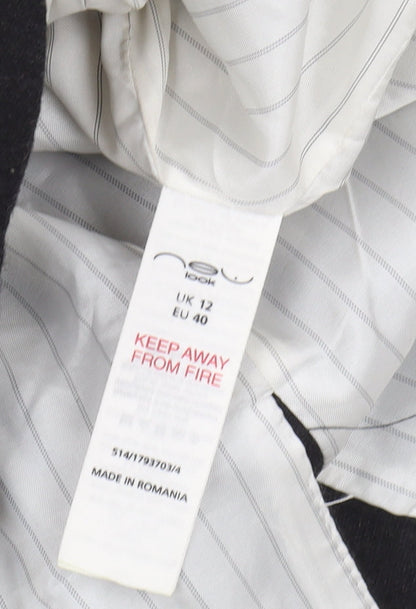 new
look
UK 12
EU 40
KEEP AWAY
FROM FIRE
514/1793703/4
MADE IN ROMANIA